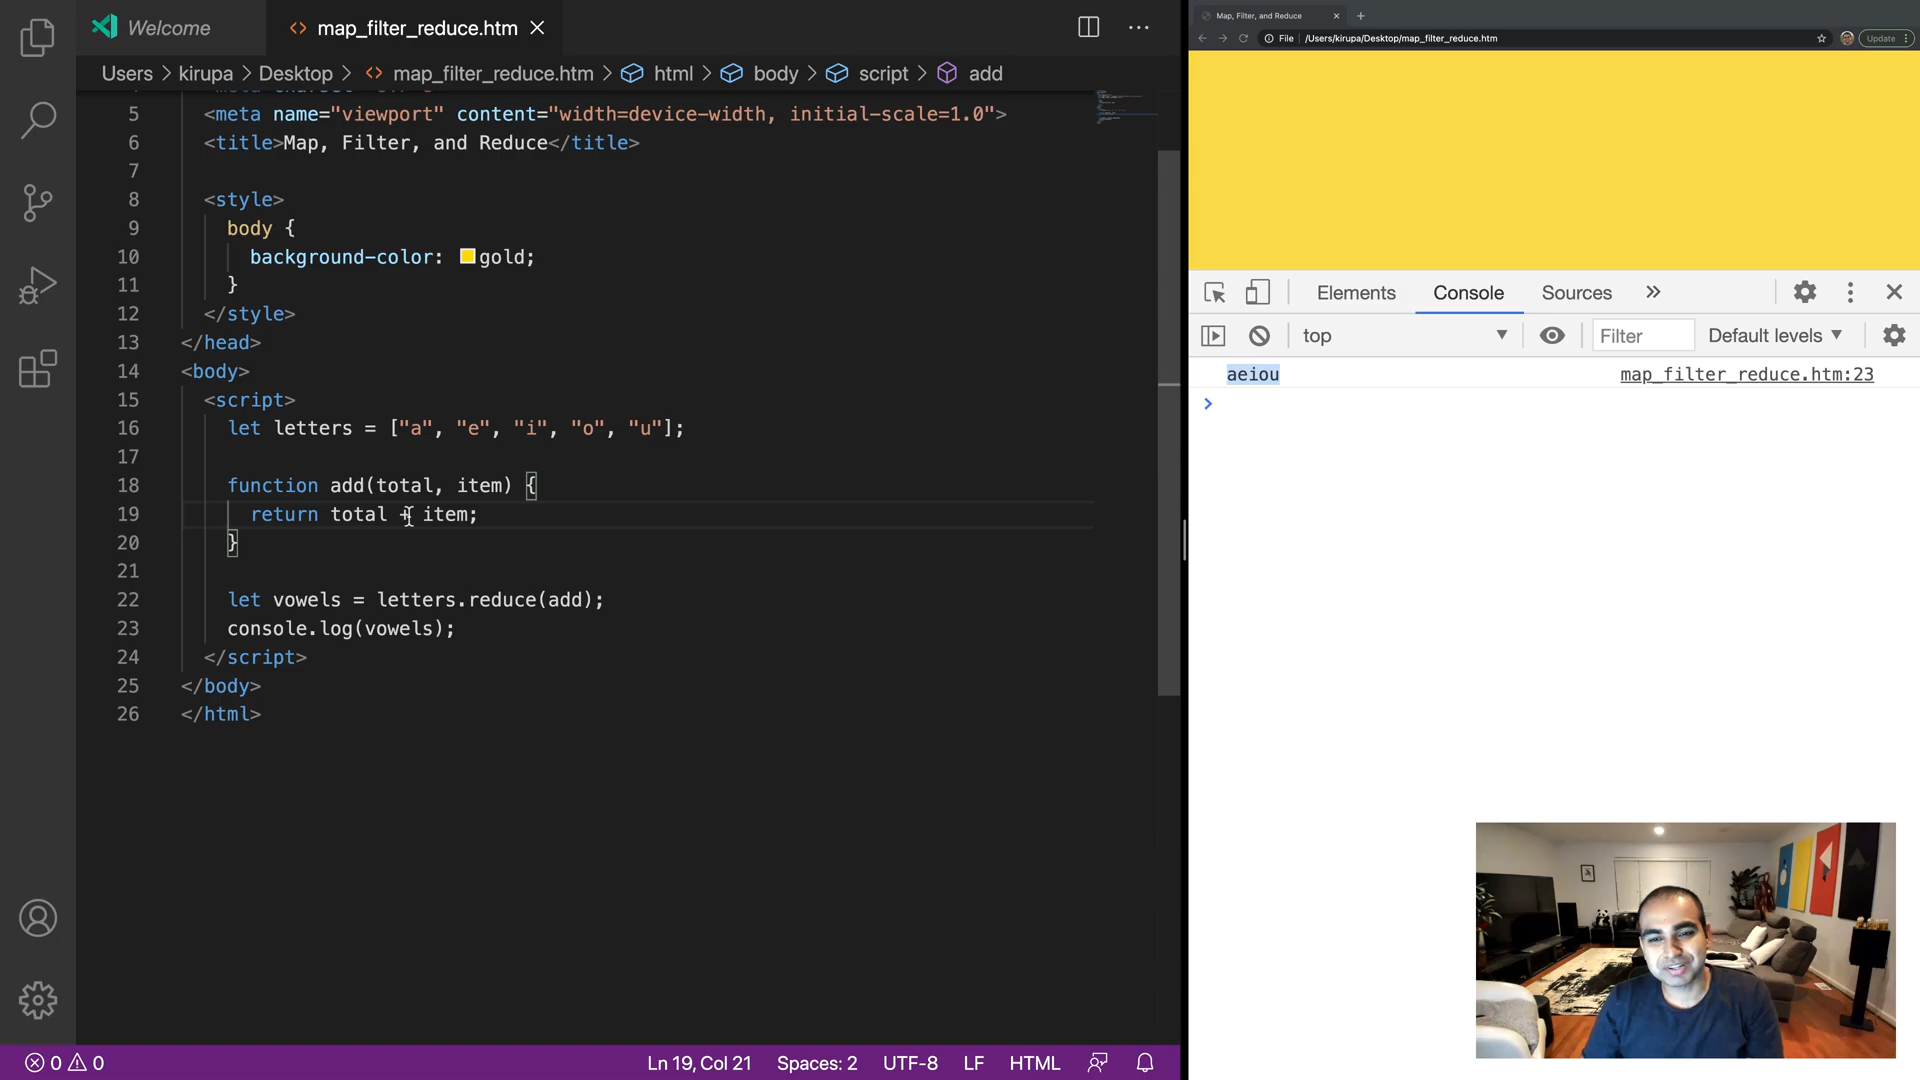 Welcome
map_filter_reduce.htm
Users > kirupa > Desktop > map_filter_reduce.htm > html > body > script > add
5 <meta name="viewport" content="width=device-width, initial-scale=1.0">
6 <title>Map, Filter, and Reduce</title>
7
8 <style>
9 body {
10 background-color: gold;
11 }
12 </style>
13 </head>
14 <body>
15 <script>
16 let letters = ["a", "e", "i", "o", "u"];
17
18 function add(total, item) {
19 return total + item;
20 }
21
22 let vowels = letters.reduce(add);
23 console.log(vowels);
24 </script>
25 </body>
26 </html>
0 0
Ln 19, Col 21 Spaces: 2 UTF-8 LF HTML
Map, Filter, and Reduce
File | /Users/kirupa/Desktop/map_filter_reduce.htm
Update
Elements Console Sources »
top Filter Default levels
aeiou map_filter_reduce.htm:23
>